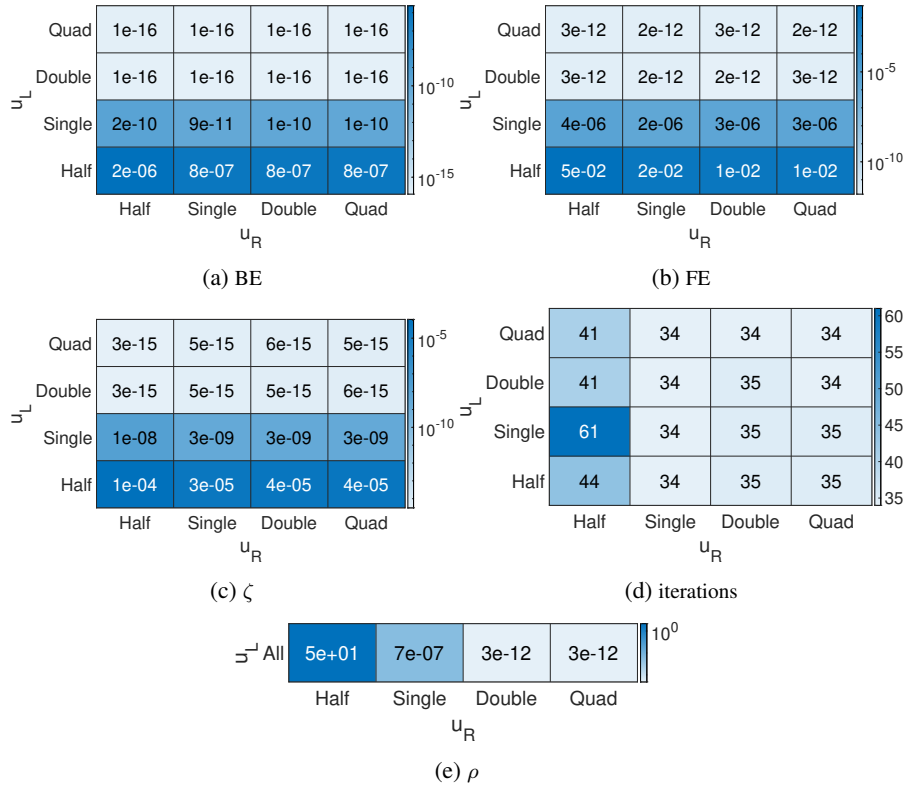 Quad 1e-16 1e-16 1e-16 1e-16
Double 1e-16 1e-16 1e-16 1e-16
Single 2e-10 9e-11 1e-10 1e-10
Half 2e-06 8e-07 8e-07 8e-07
Half Single Double Quad
u_R
u_L
10^-10
10^-15
(a) BE
Quad 3e-12 2e-12 3e-12 2e-12
Double 3e-12 2e-12 2e-12 3e-12
Single 4e-06 2e-06 3e-06 3e-06
Half 5e-02 2e-02 1e-02 1e-02
Half Single Double Quad
u_R
u_L
10^-5
10^-10
(b) FE
Quad 3e-15 5e-15 6e-15 5e-15
Double 3e-15 5e-15 5e-15 6e-15
Single 1e-08 3e-09 3e-09 3e-09
Half 1e-04 3e-05 4e-05 4e-05
Half Single Double Quad
u_R
u_L
10^-5
10^-10
(c) ζ
Quad 41 34 34 34
Double 41 34 35 34
Single 61 34 35 35
Half 44 34 35 35
Half Single Double Quad
u_R
u_L
60
55
50
45
40
35
(d) iterations
u_L All 5e+01 7e-07 3e-12 3e-12
Half Single Double Quad
u_R
10^0
(e) ρ